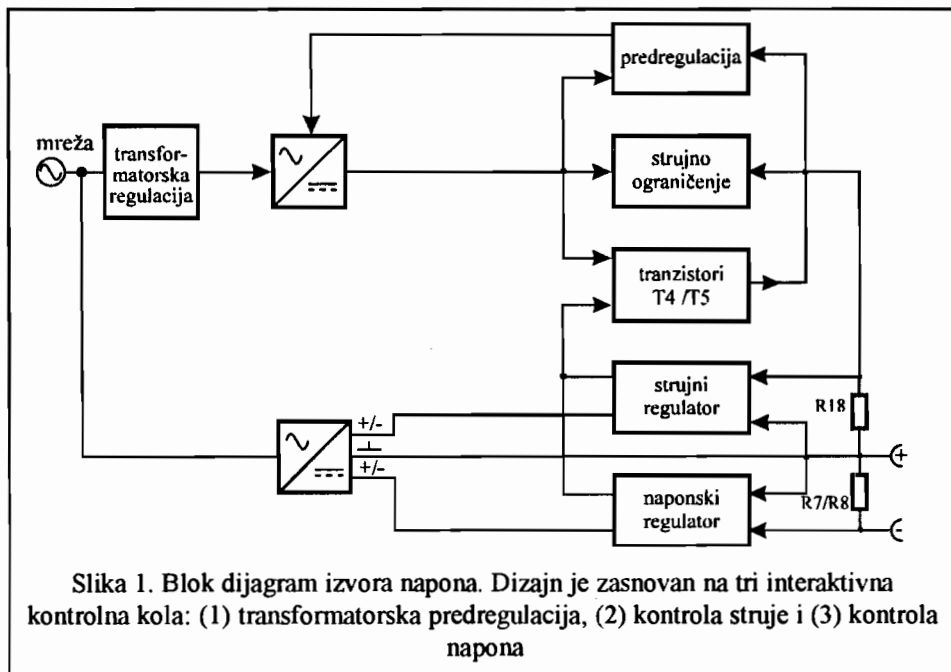 predregulacija
mreža
transfor-
matorska
regulacija
strujno
ograničenje
tranzistori
T4 /T5
strujni
regulator
R18
+/-
+/-
+
naponski
regulator
R7/R8
-
Slika 1. Blok dijagram izvora napona. Dizajn je zasnovan na tri interaktivna
kontrolna kola: (1) transformatorska predregulacija, (2) kontrola struje i (3) kontrola
napona